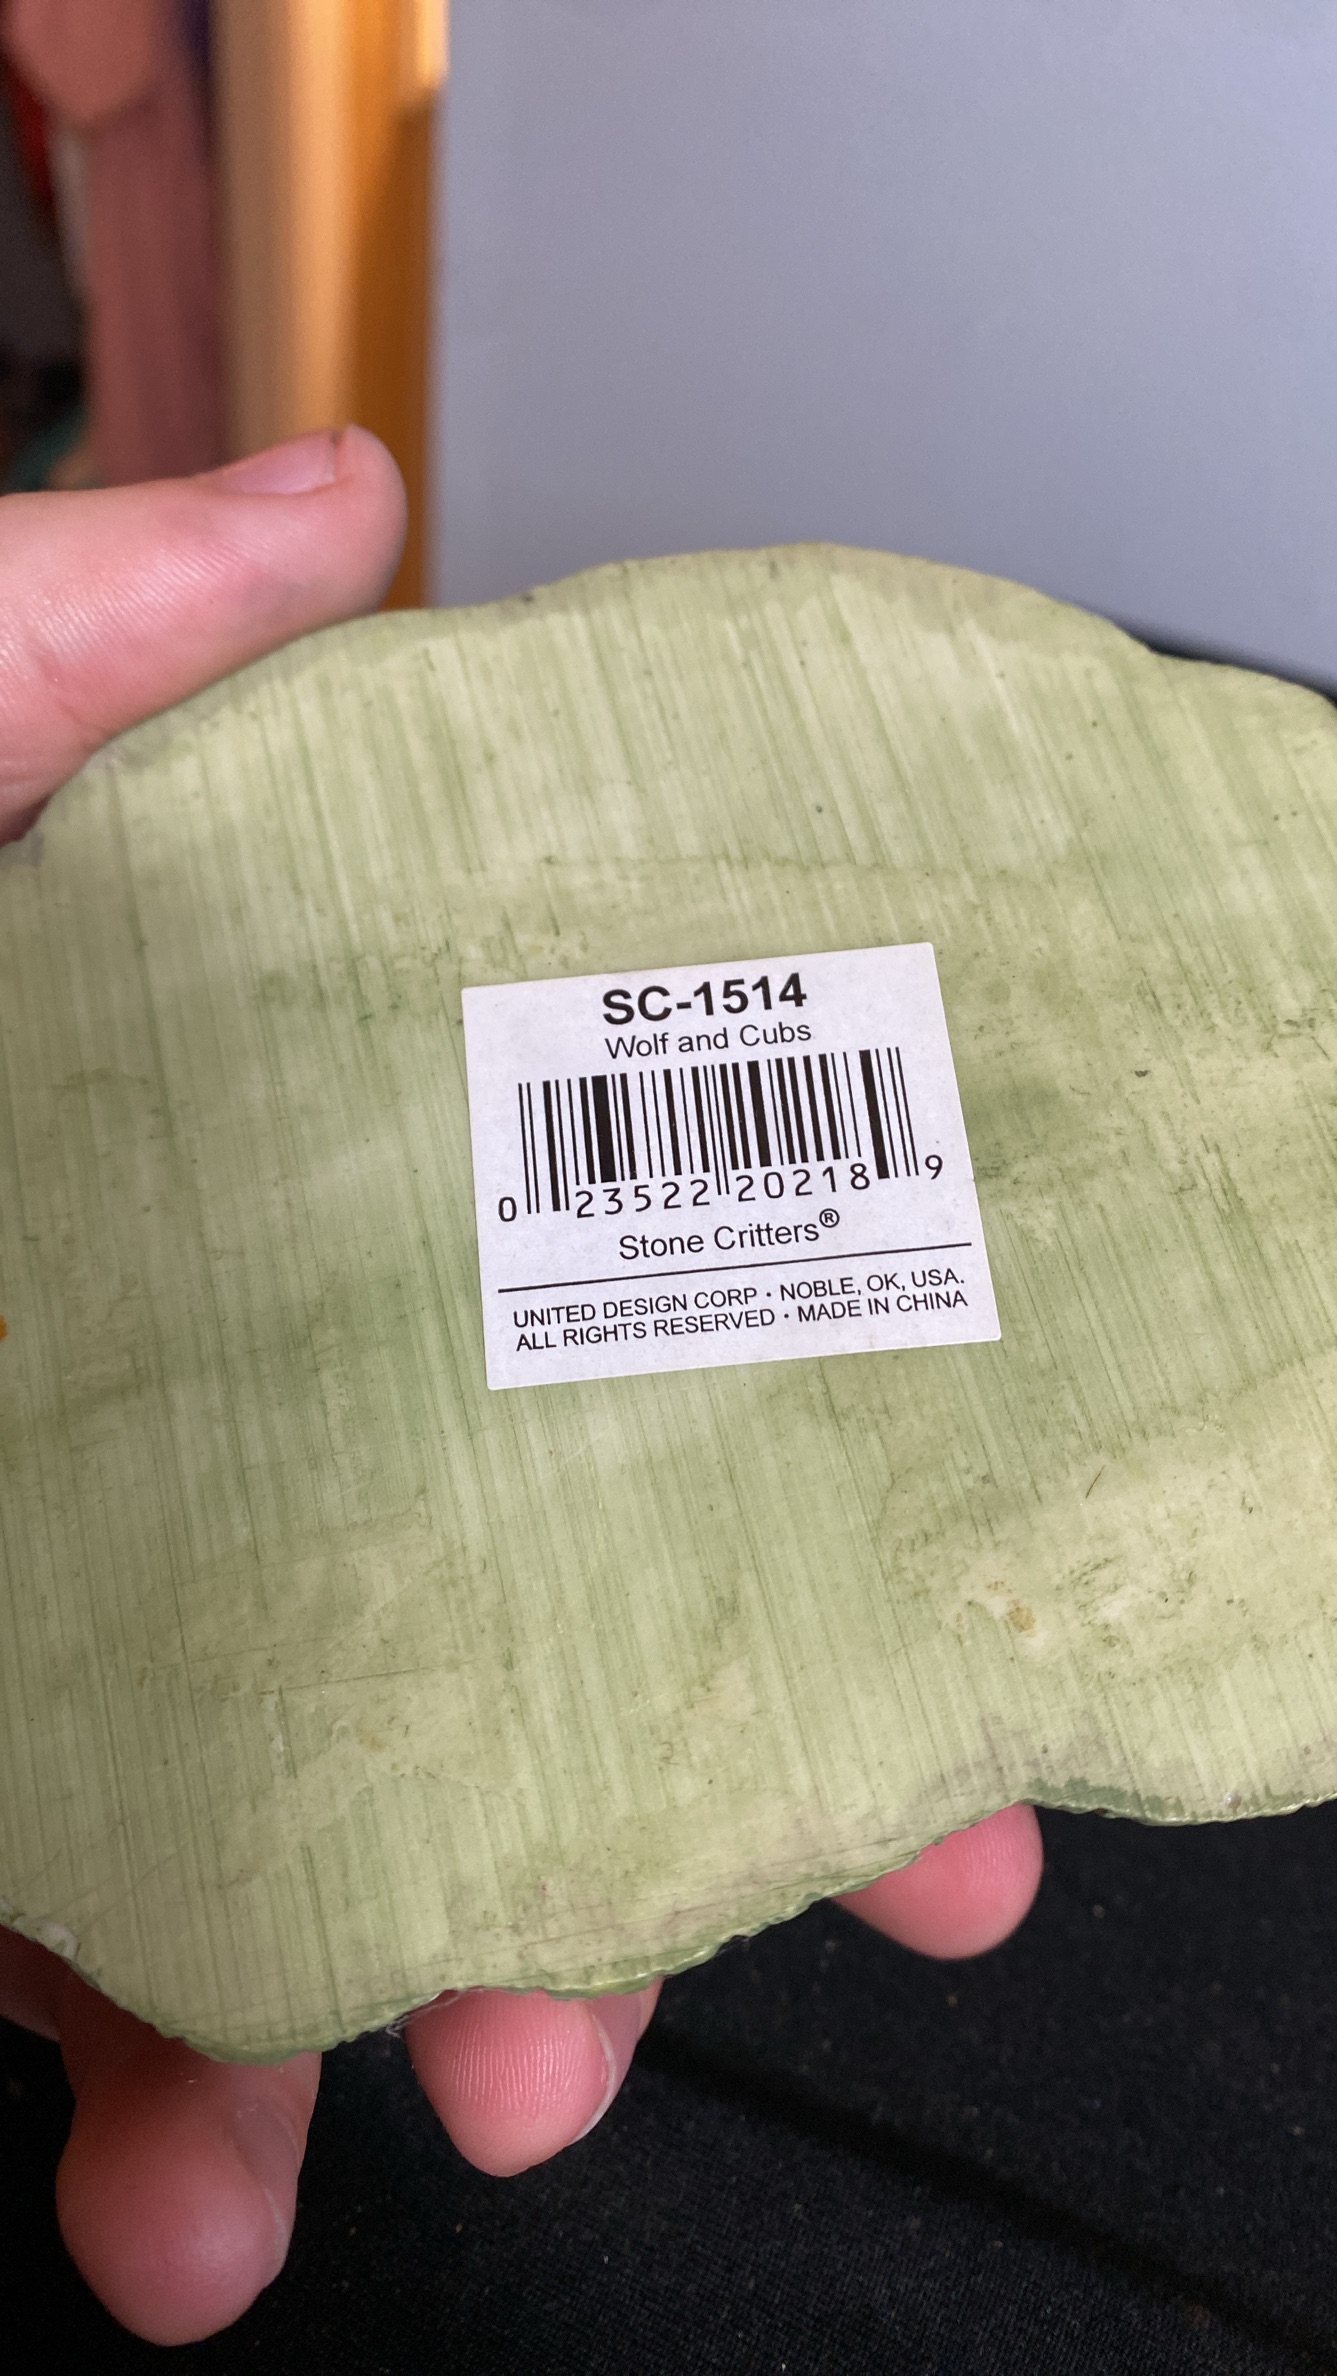 SC-1514
Wolf and Cubs
0 23522 20218 9
Stone Critters®
UNITED DESIGN CORP · NOBLE, OK, USA.
ALL RIGHTS RESERVED · MADE IN CHINA